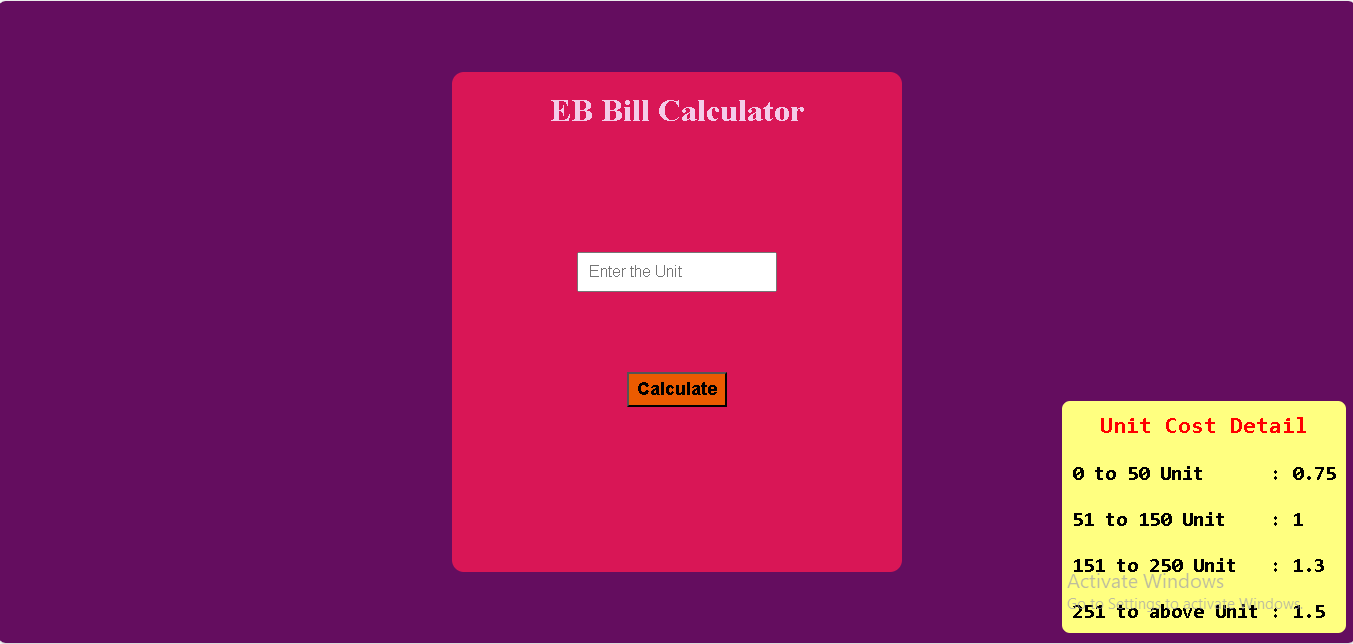 EB Bill Calculator
Enter the Unit
Calculate
Unit Cost Detail
0 to 50 Unit : 0.75
51 to 150 Unit : 1
151 to 250 Unit : 1.3
Activate Windows
Go to Settings to activate Windows.
251 to above Unit : 1.5